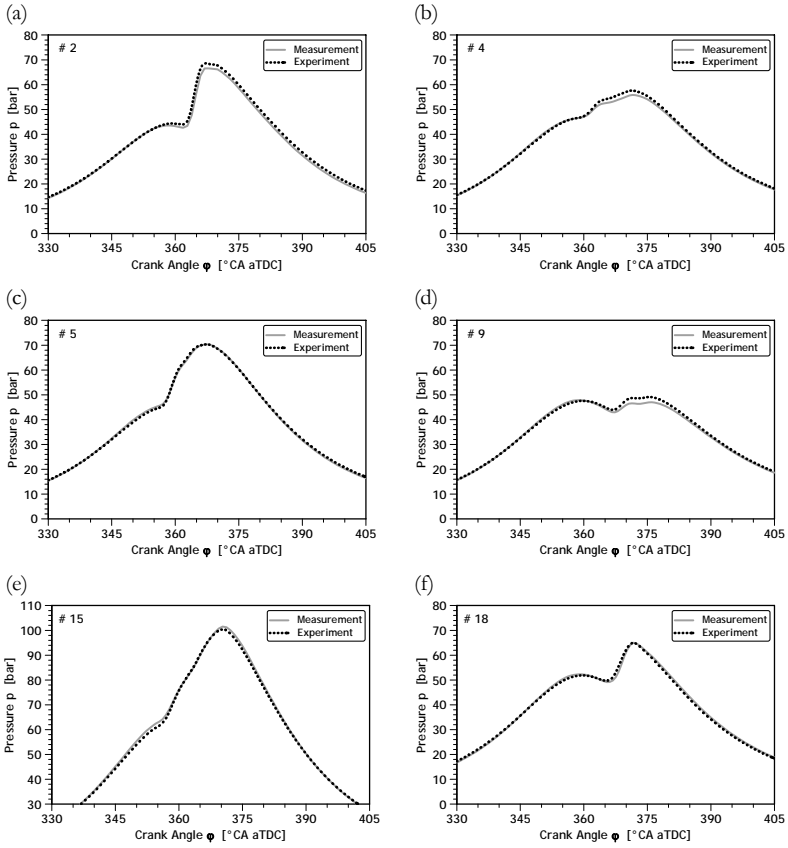 (a)
# 2
Measurement
Experiment
80
70
60
50
40
30
20
10
0
Pressure p [bar]
330 345 360 375 390 405
Crank Angle φ [°CA aTDC]
(b)
# 4
Measurement
Experiment
80
70
60
50
40
30
20
10
0
Pressure p [bar]
330 345 360 375 390 405
Crank Angle φ [°CA aTDC]
(c)
# 5
Measurement
Experiment
80
70
60
50
40
30
20
10
0
Pressure p [bar]
330 345 360 375 390 405
Crank Angle φ [°CA aTDC]
(d)
# 9
Measurement
Experiment
80
70
60
50
40
30
20
10
0
Pressure p [bar]
330 345 360 375 390 405
Crank Angle φ [°CA aTDC]
(e)
# 15
Measurement
Experiment
110
100
90
80
70
60
50
40
30
Pressure p [bar]
330 345 360 375 390 405
Crank Angle φ [°CA aTDC]
(f)
# 18
Measurement
Experiment
80
70
60
50
40
30
20
10
0
Pressure p [bar]
330 345 360 375 390 405
Crank Angle φ [°CA aTDC]